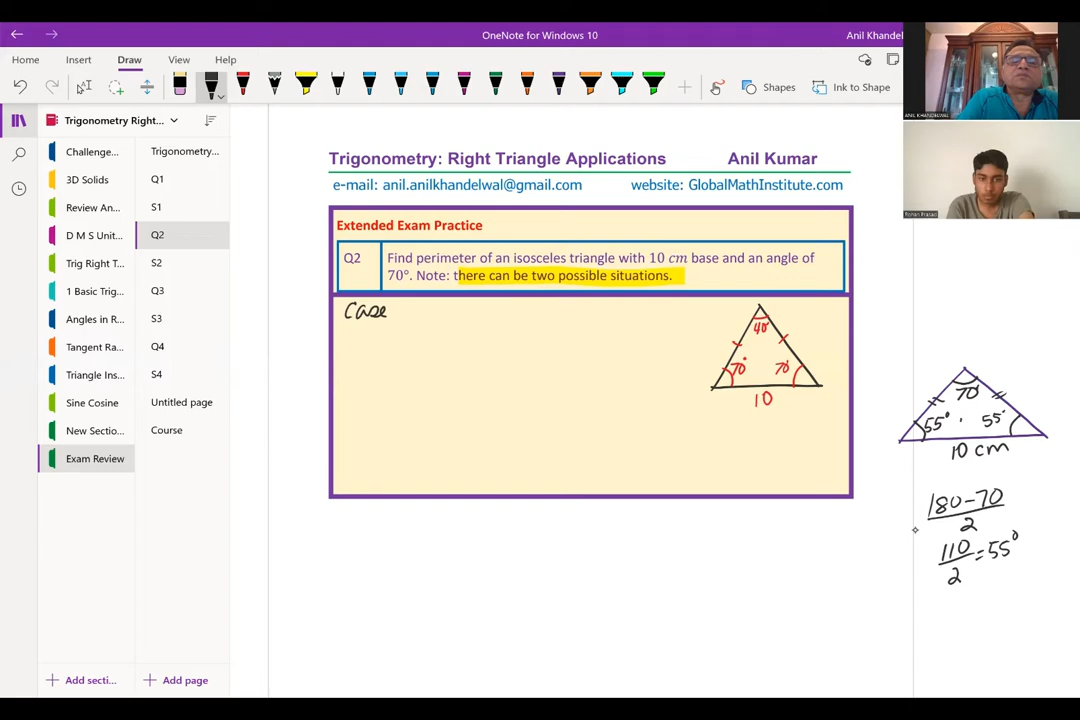 OneNote for Windows 10
Anil Khandel
Home Insert Draw View Help
Shapes
Ink to Shape
Trigonometry Right...
Challenge...
3D Solids
Review An...
D M S Unit...
Trig Right T...
1 Basic Trig...
Angles in R...
Tangent Ra...
Triangle Ins...
Sine Cosine
New Sectio...
Exam Review
Add secti...
Trigonometry...
Q1
S1
Q2
S2
Q3
S3
Q4
S4
Untitled page
Course
Add page
Trigonometry: Right Triangle Applications Anil Kumar
e-mail: anil.anilkhandelwal@gmail.com website: GlobalMathInstitute.com
Extended Exam Practice
Q2 Find perimeter of an isosceles triangle with 10 cm base and an angle of
70°. Note: there can be two possible situations.
Case
40°
70° 70°
10
70°
55° 55°
10 cm
180-70
2
110
2
=55°
ANIL KHANDELWAL
Rohan Prasad